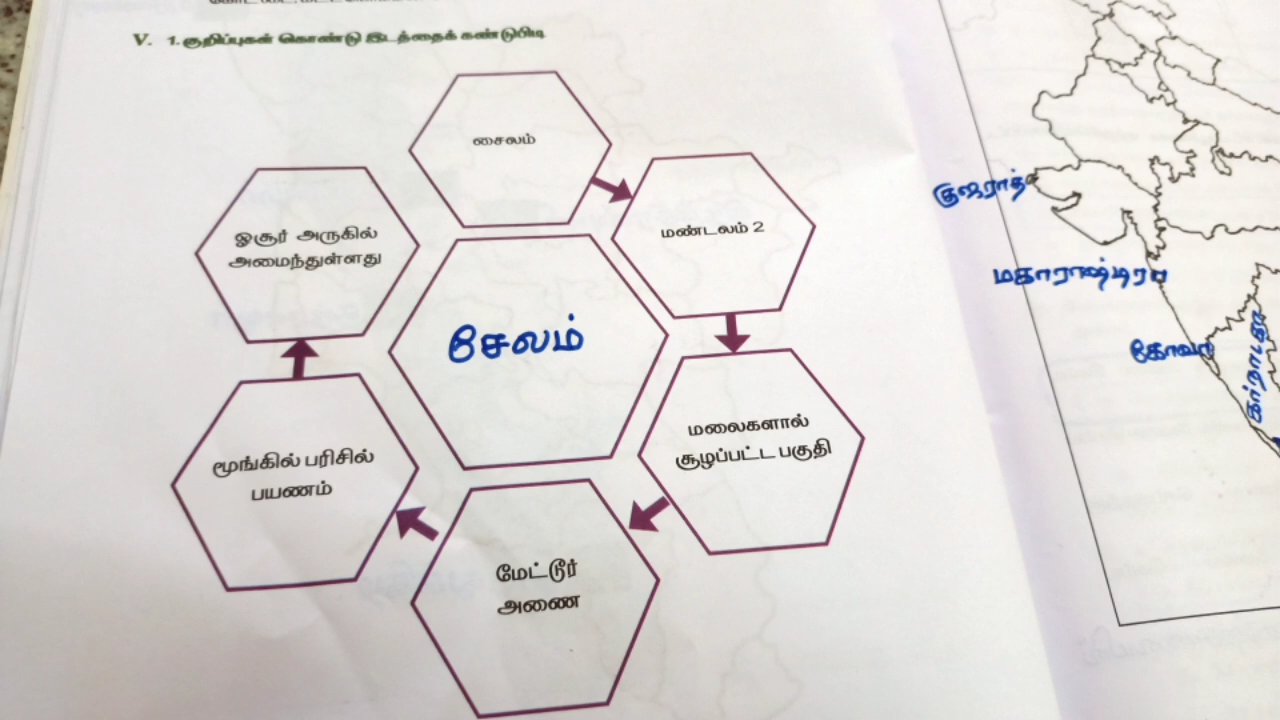 V. 1. குறிப்புகள் கொண்டு இடத்தைக் கண்டுபிடி
சைலம்
மண்டலம் 2
மலைகளால்
சூழப்பட்ட பகுதி
மேட்டூர்
அணை
மூங்கில் பரிசில்
பயணம்
ஓசூர் அருகில்
அமைந்துள்ளது
சேலம்
குஜராத்
மகாராஷ்டிரா
கோவா
கர்நாடகா